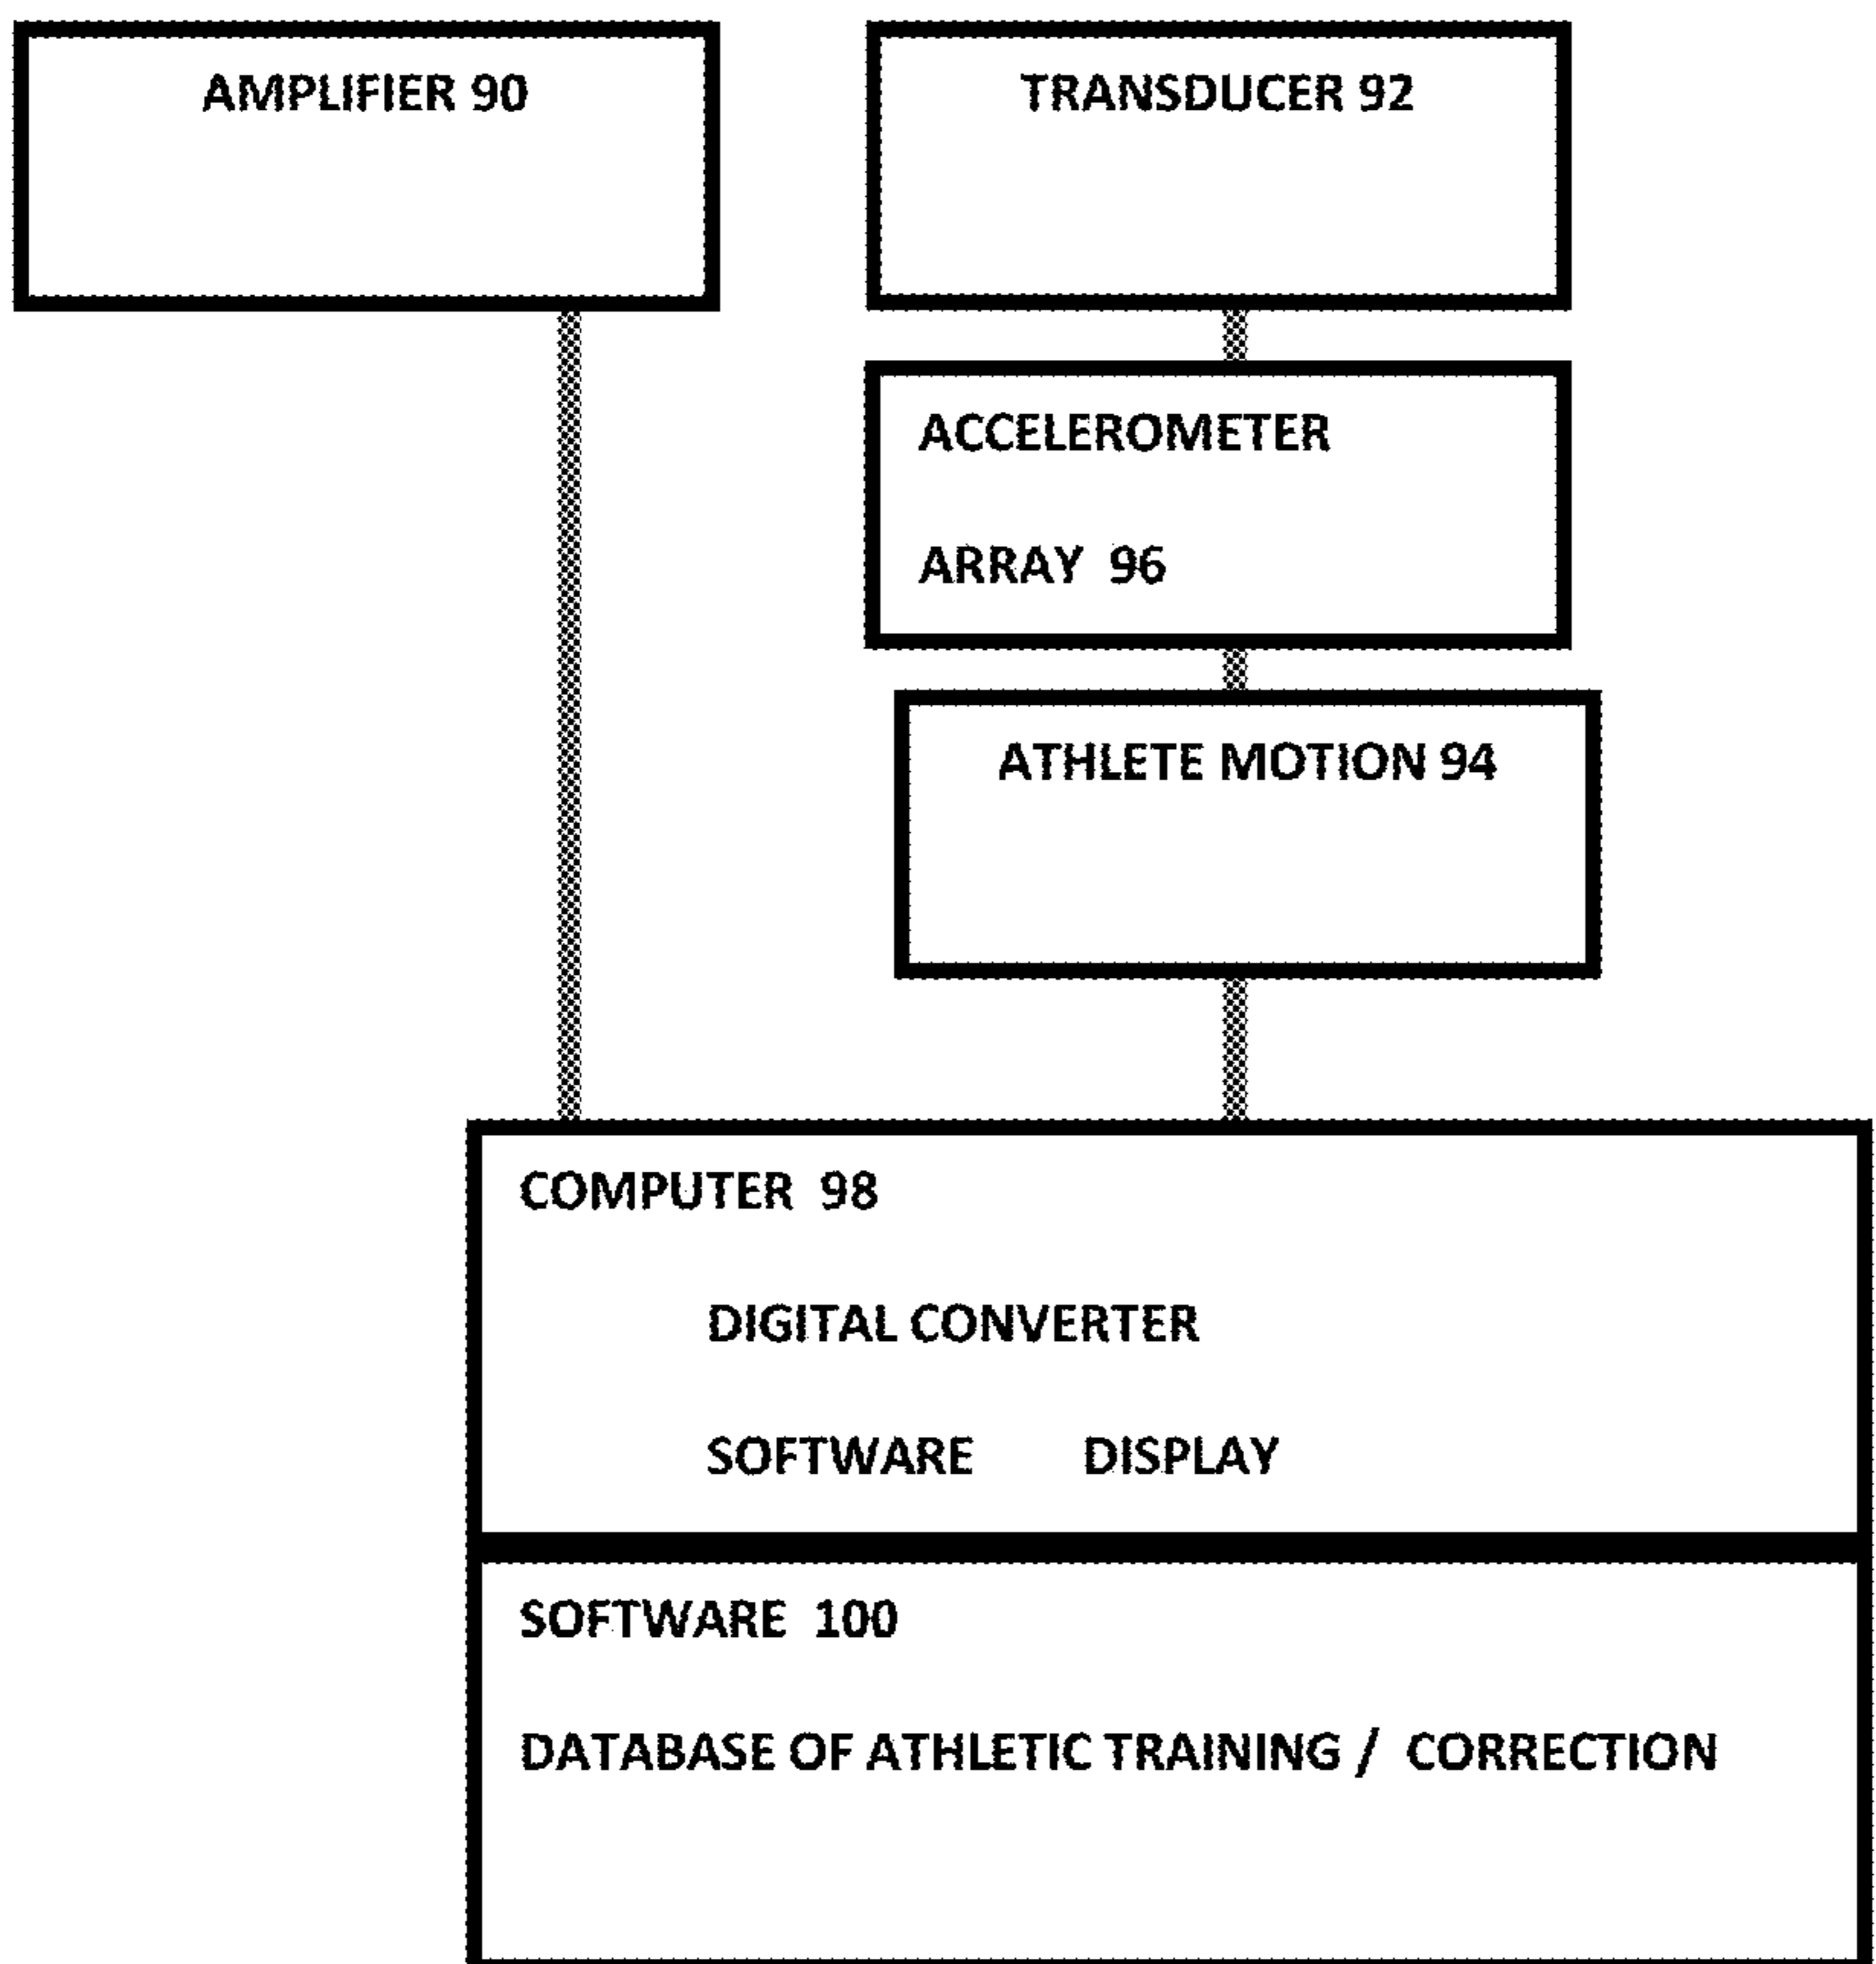 AMPLIFIER 90
TRANSDUCER 92
ACCELEROMETER
ARRAY 96
ATHLETE MOTION 94
COMPUTER 98
DIGITAL CONVERTER
SOFTWARE DISPLAY
SOFTWARE 100
DATABASE OF ATHLETIC TRAINING / CORRECTION